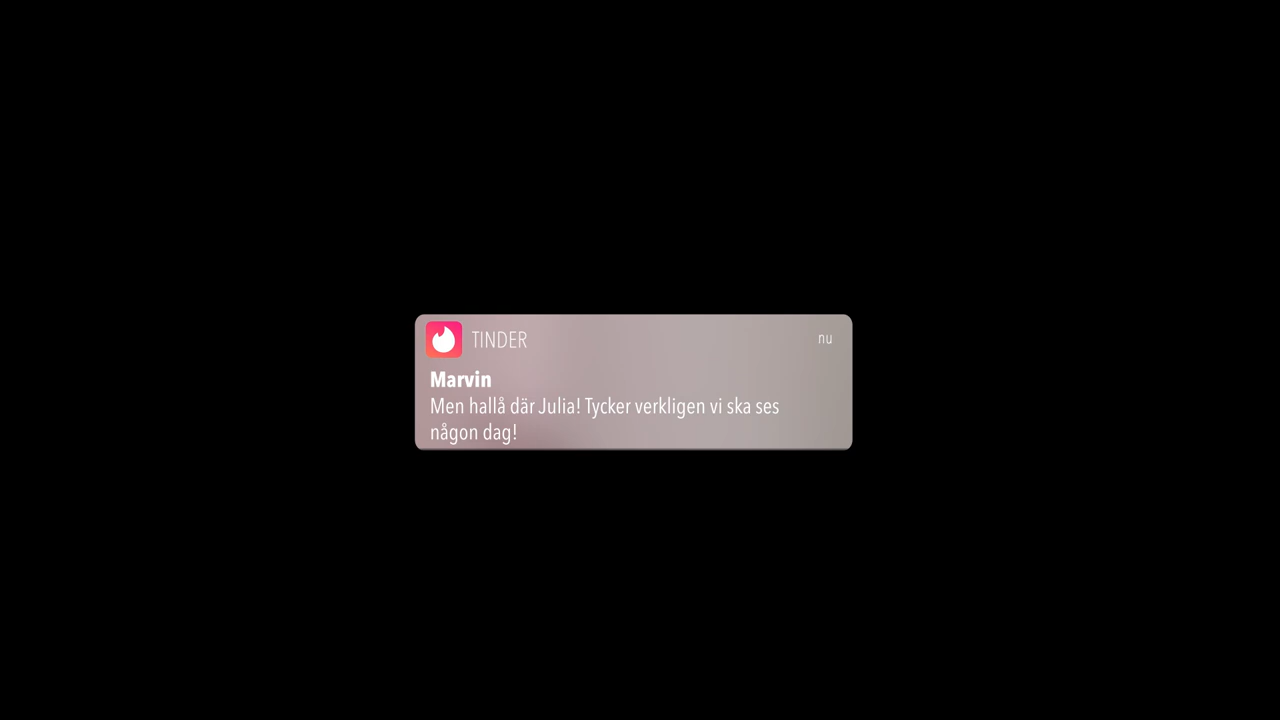 TINDER
nu
Marvin
Men hallå där Julia! Tycker verkligen vi ska ses
någon dag!